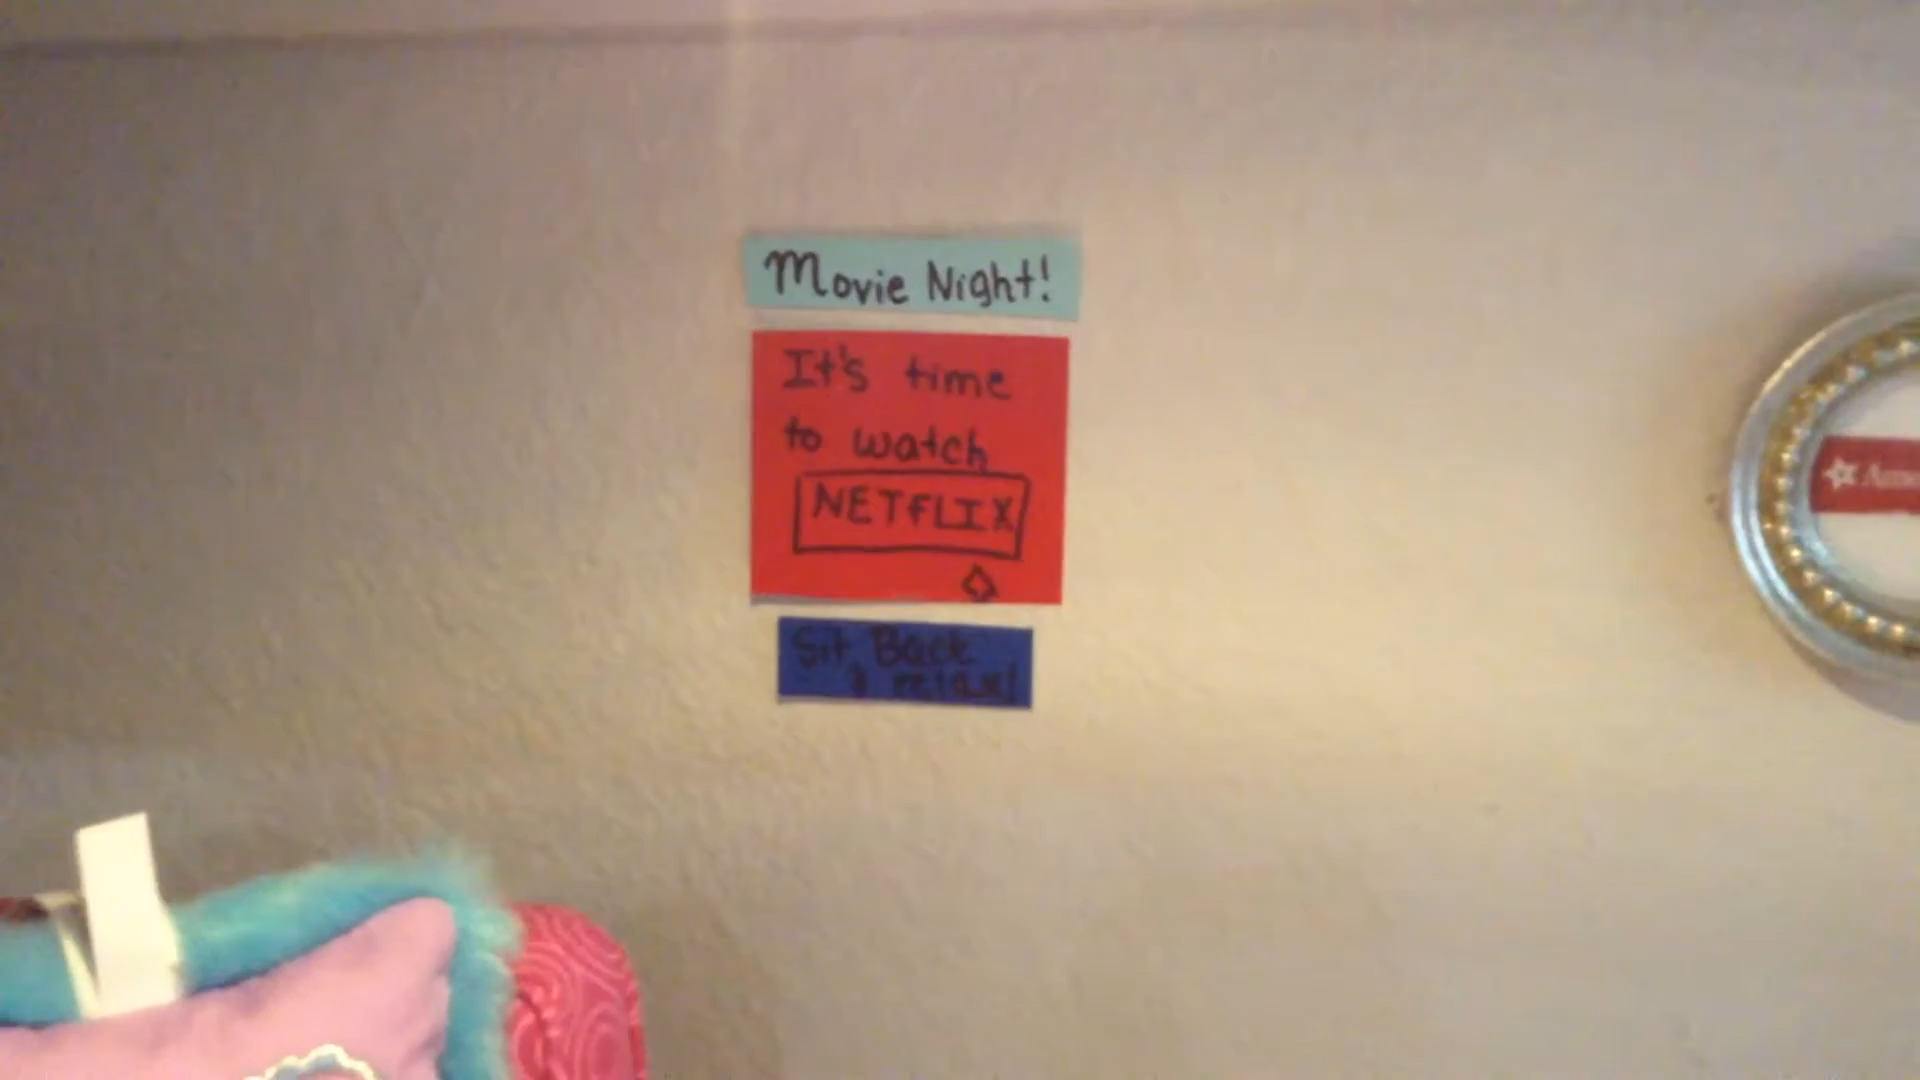 Movie Night!
It's time
to watch
NETFLIX
Sit Back
& relax!